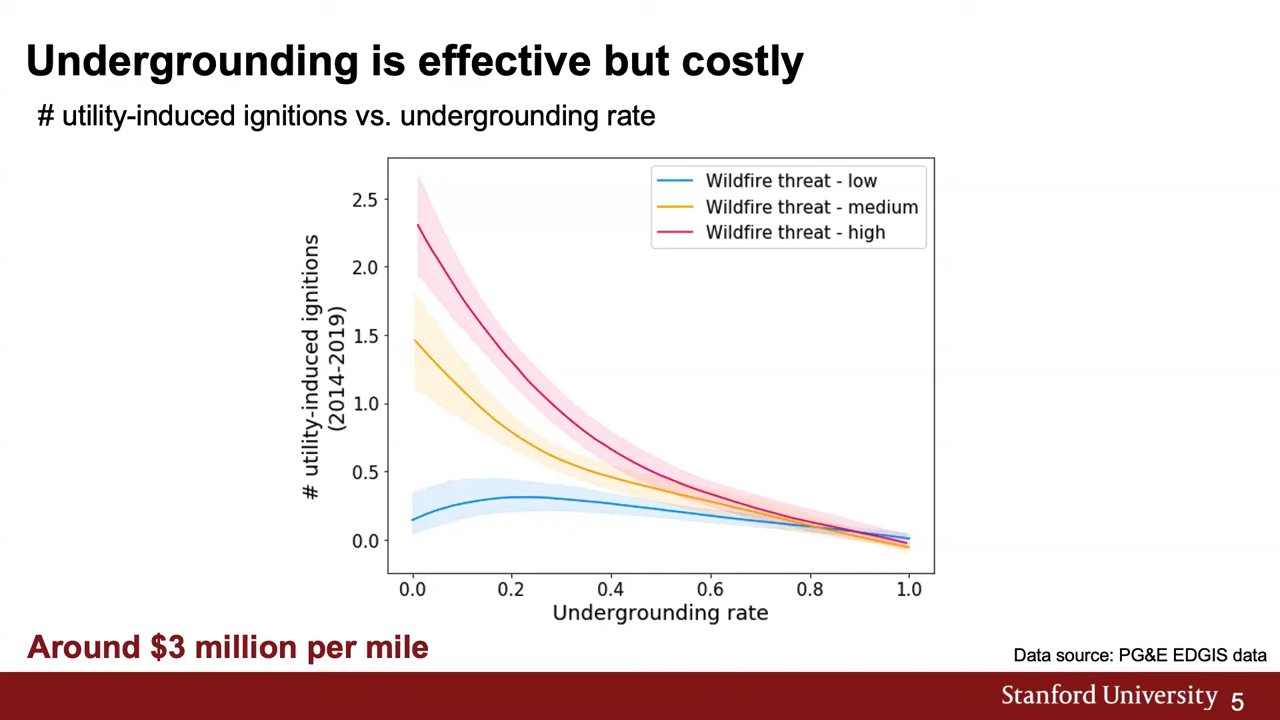 Undergrounding is effective but costly
# utility-induced ignitions vs. undergrounding rate
Wildfire threat - low
Wildfire threat - medium
Wildfire threat - high
2.5
2.0
1.5
1.0
0.5
0.0
# utility-induced ignitions
(2014-2019)
0.0 0.2 0.4 0.6 0.8 1.0
Undergrounding rate
Around $3 million per mile
Data source: PG&E EDGIS data
Stanford University 5